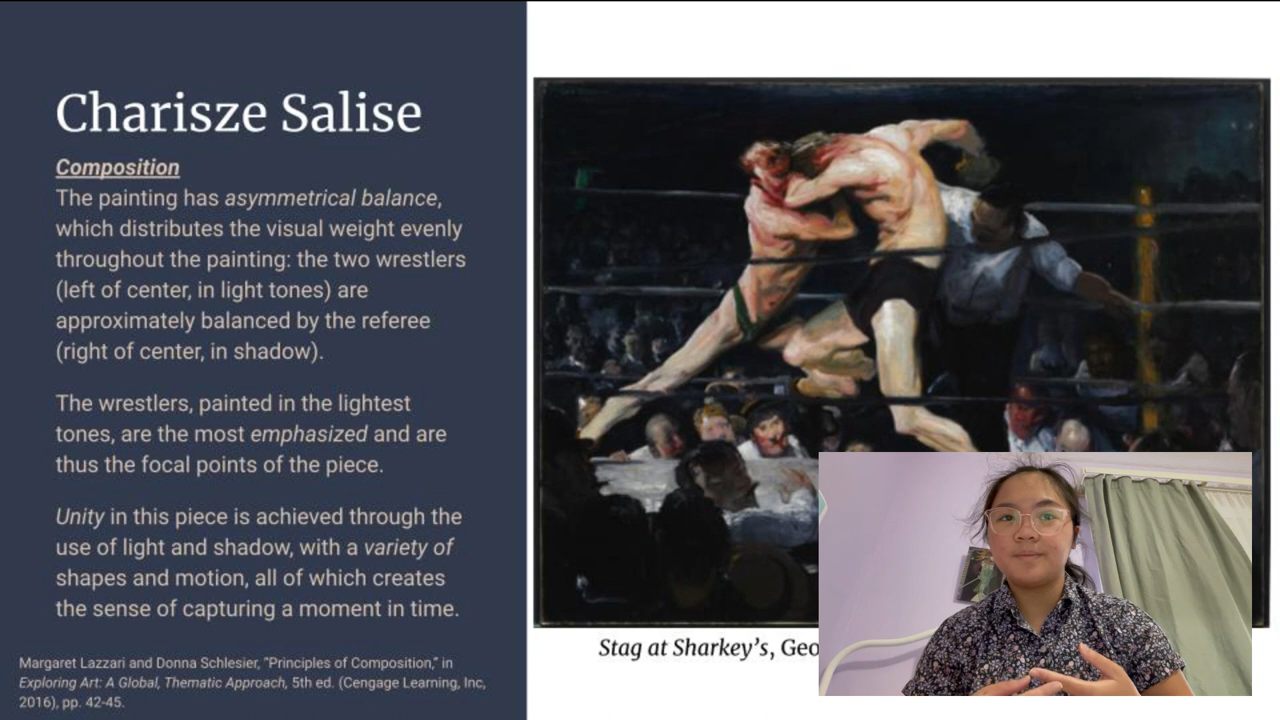 Charisze Salise
Composition
The painting has asymmetrical balance,
which distributes the visual weight evenly
throughout the painting: the two wrestlers
(left of center, in light tones) are
approximately balanced by the referee
(right of center, in shadow).
The wrestlers, painted in the lightest
tones, are the most emphasized and are
thus the focal points of the piece.
Unity in this piece is achieved through the
use of light and shadow, with a variety of
shapes and motion, all of which creates
the sense of capturing a moment in time.
Margaret Lazzari and Donna Schlesier, “Principles of Composition,” in
Exploring Art: A Global, Thematic Approach, 5th ed. (Cengage Learning, Inc,
2016), pp. 42-45.
Stag at Sharkey’s, Geo